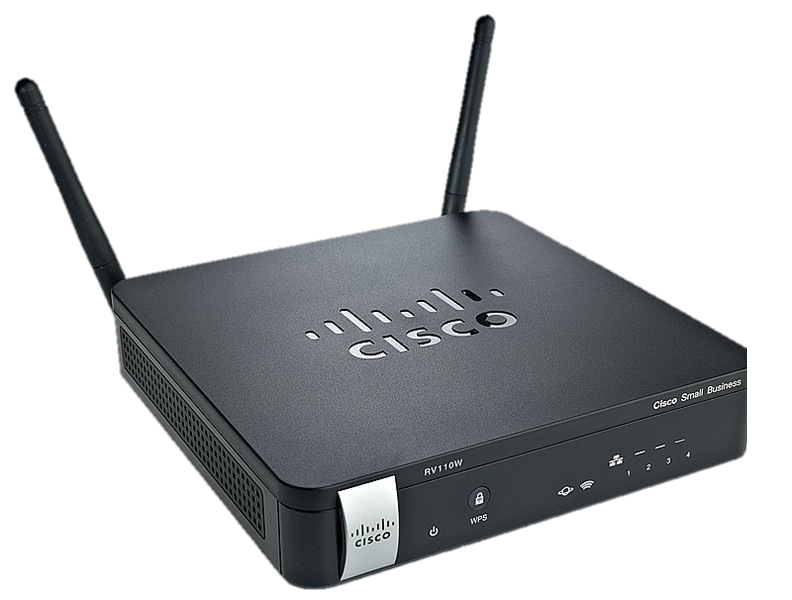 CISCO
Cisco Small Business
RV110W
1 2 3 4
WPS
CISCO